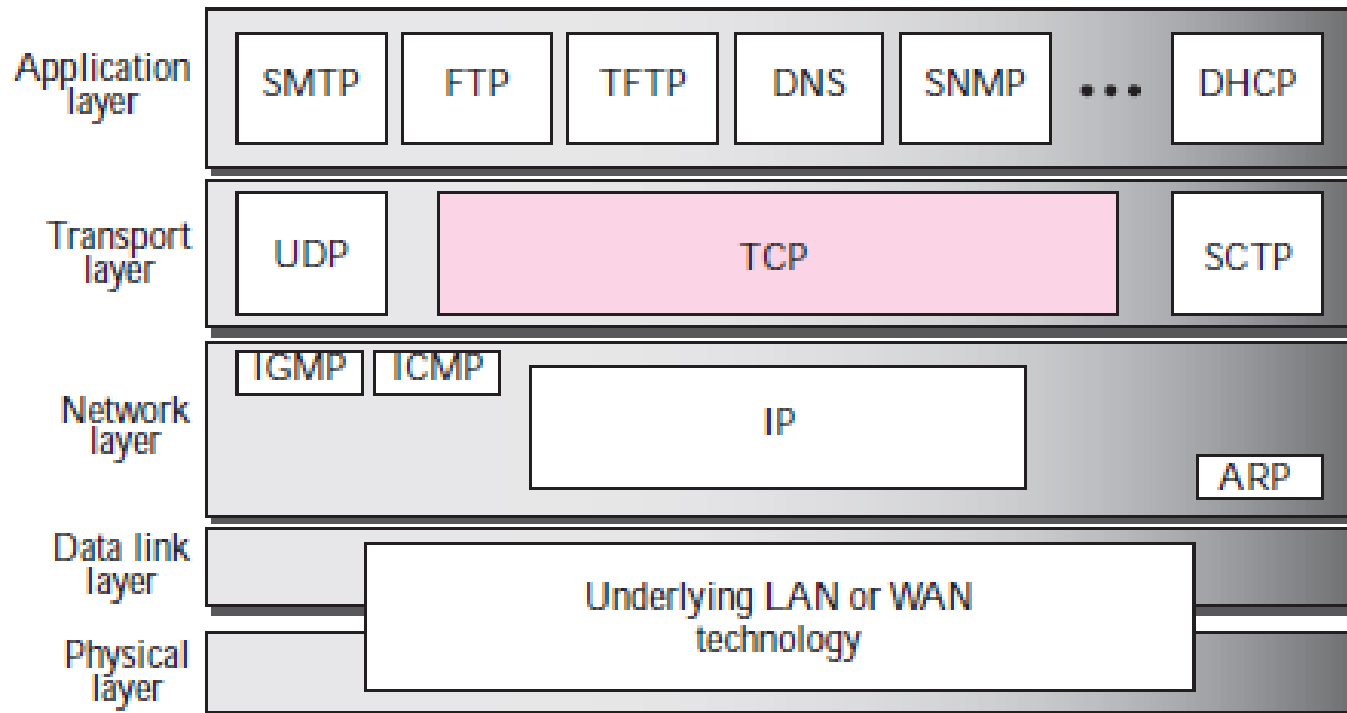 Application
layer
SMTP
FTP
TFTP
DNS
SNMP
...
DHCP
Transport
layer
UDP
TCP
SCTP
IGMP
ICMP
Network
layer
IP
ARP
Data link
layer
Underlying LAN or WAN
technology
Physical
layer